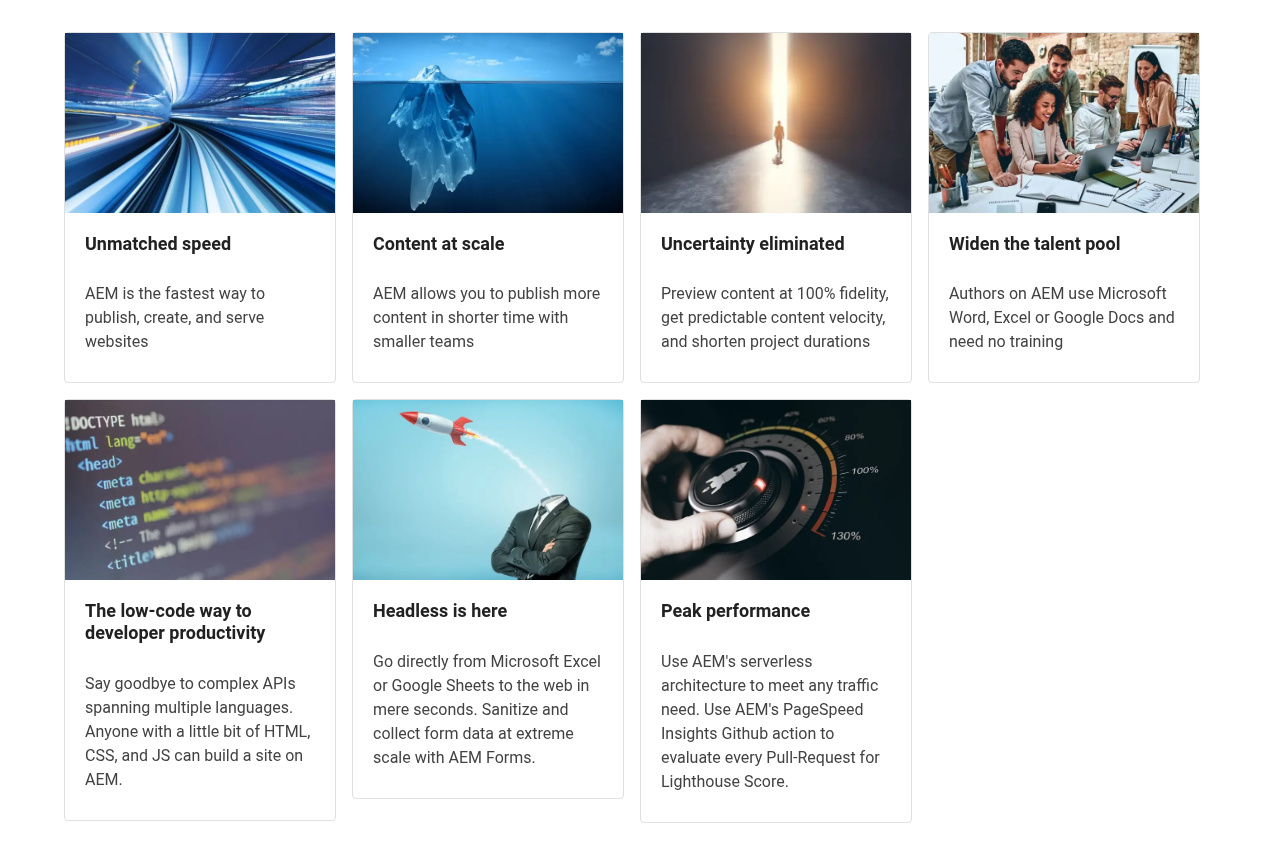 Unmatched speed
AEM is the fastest way to
publish, create, and serve
websites
Content at scale
AEM allows you to publish more
content in shorter time with
smaller teams
Uncertainty eliminated
Preview content at 100% fidelity,
get predictable content velocity,
and shorten project durations
Widen the talent pool
Authors on AEM use Microsoft
Word, Excel or Google Docs and
need no training
!DOCTYPE html>
html lang="en">
<head>
<meta
<meta
<meta name=
<!-- The above
<title>Web Design
The low-code way to
developer productivity
Say goodbye to complex APIs
spanning multiple languages.
Anyone with a little bit of HTML,
CSS, and JS can build a site on
AEM.
Headless is here
Go directly from Microsoft Excel
or Google Sheets to the web in
mere seconds. Sanitize and
collect form data at extreme
scale with AEM Forms.
40%
60%
80%
100%
130%
Peak performance
Use AEM's serverless
architecture to meet any traffic
need. Use AEM's PageSpeed
Insights Github action to
evaluate every Pull-Request for
Lighthouse Score.